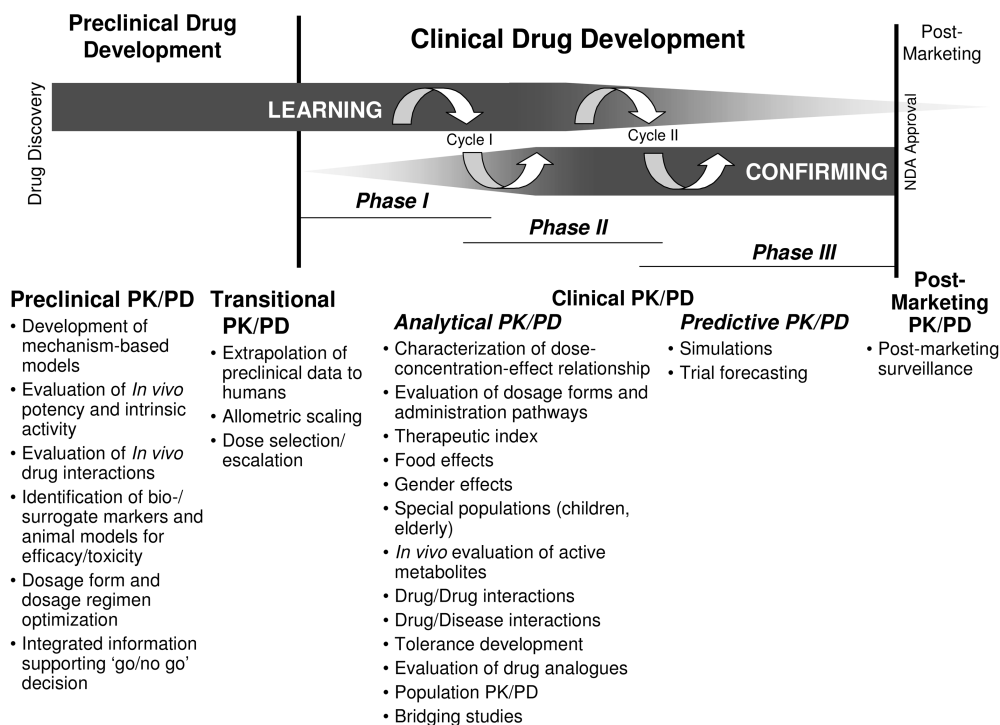 Preclinical Drug
Development
Clinical Drug Development
Post-
Marketing
Drug Discovery
LEARNING
Cycle I
Cycle II
CONFIRMING
NDA Approval
Phase I
Phase II
Phase III
Preclinical PK/PD
• Development of
mechanism-based
models
• Evaluation of In vivo
potency and intrinsic
activity
• Evaluation of In vivo
drug interactions
• Identification of bio-/
surrogate markers and
animal models for
efficacy/toxicity
• Dosage form and
dosage regimen
optimization
• Integrated information
supporting ‘go/no go’
decision
Transitional
PK/PD
• Extrapolation of
preclinical data to
humans
• Allometric scaling
• Dose selection/
escalation
Clinical PK/PD
Analytical PK/PD
• Characterization of dose-
concentration-effect relationship
• Evaluation of dosage forms and
administration pathways
• Therapeutic index
• Food effects
• Gender effects
• Special populations (children,
elderly)
• In vivo evaluation of active
metabolites
• Drug/Drug interactions
• Drug/Disease interactions
• Tolerance development
• Evaluation of drug analogues
• Population PK/PD
• Bridging studies
Predictive PK/PD
• Simulations
• Trial forecasting
Post-
Marketing
PK/PD
• Post-marketing
surveillance